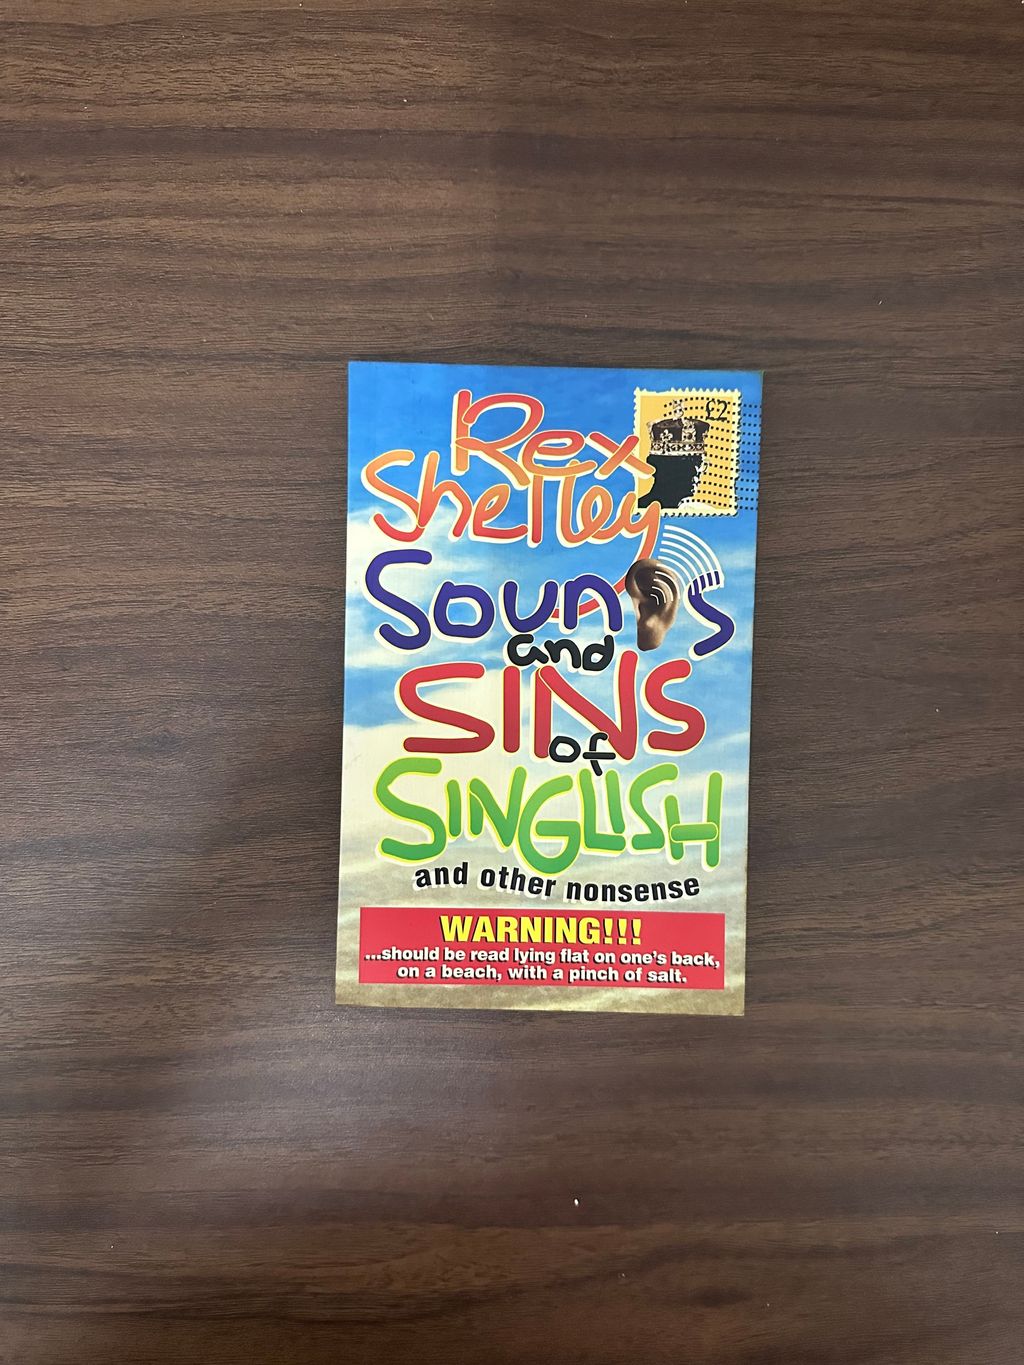 Rex
£2
Shelley
Sounds
and
SINS
of
SINGLISH
and other nonsense
WARNING!!!
...should be read lying flat on one's back,
on a beach, with a pinch of salt.